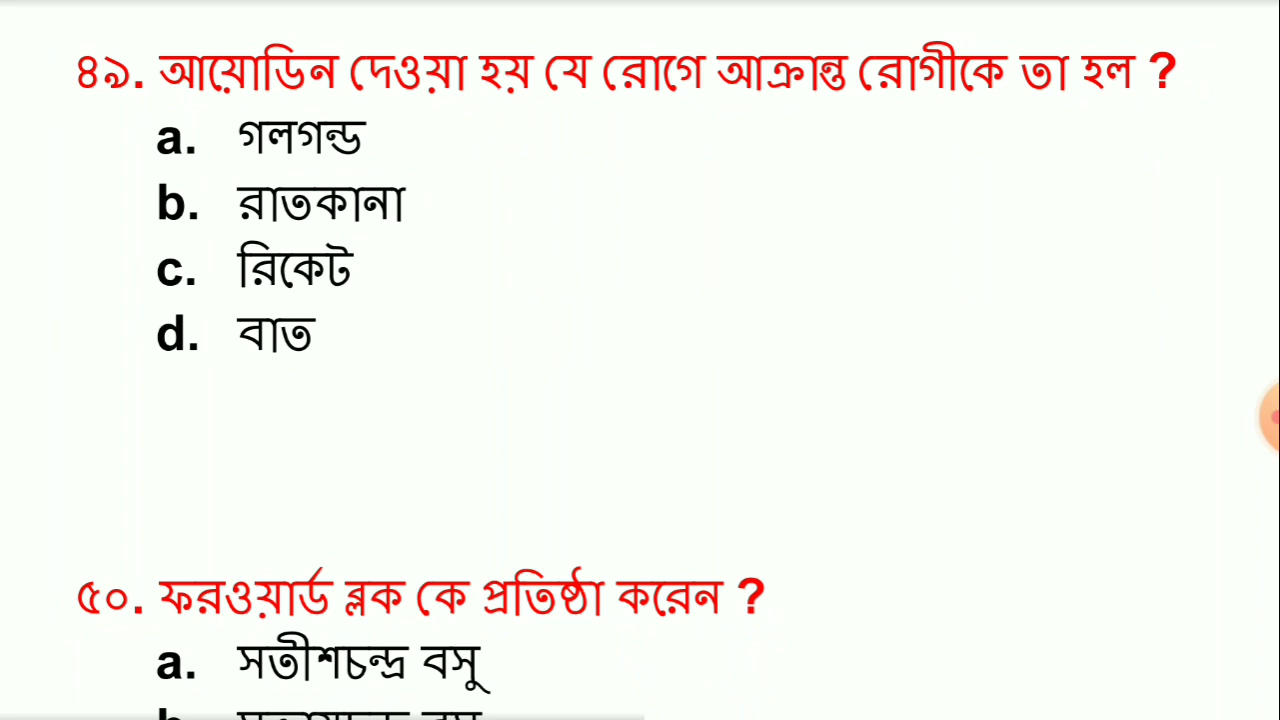 ৪৯. আয়োডিন দেওয়া হয় যে রোগে আক্রান্ত রোগীকে তা হল ?
a. গলগন্ড
b. রাতকানা
c. রিকেট
d. বাত
৫০. ফরওয়ার্ড ব্লক কে প্রতিষ্ঠা করেন ?
a. সতীশচন্দ্র বসু